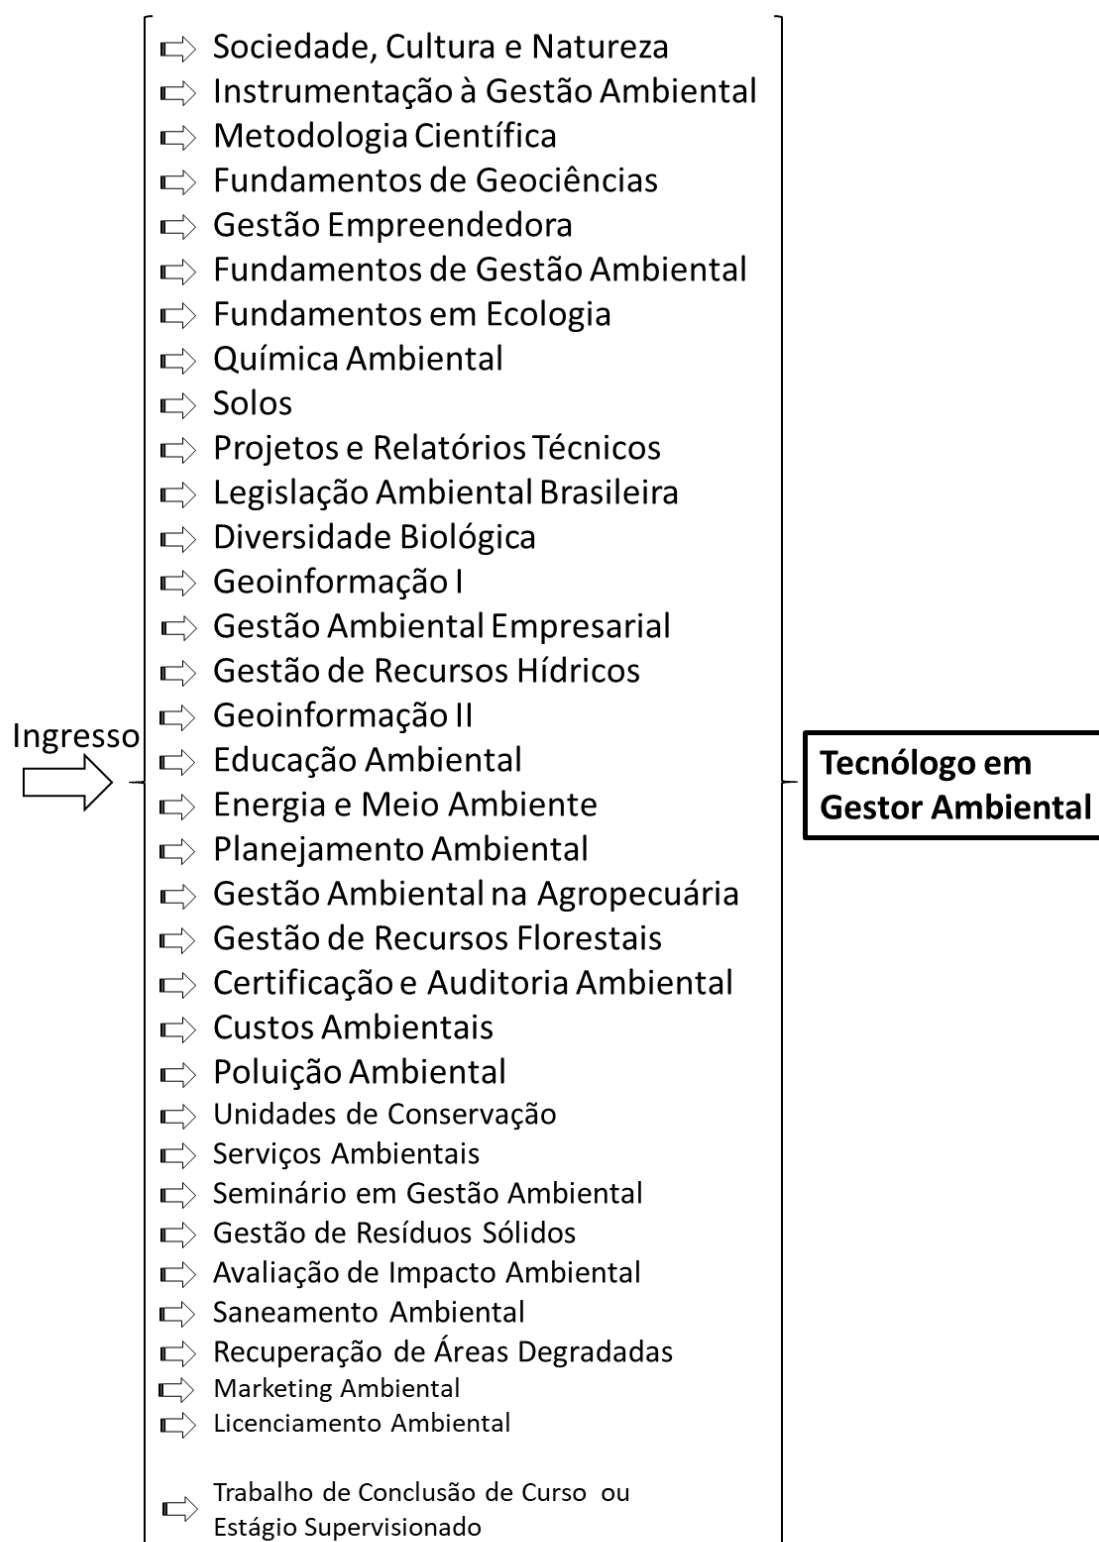 Sociedade, Cultura e Natureza
Instrumentação à Gestão Ambiental
Metodologia Científica
Fundamentos de Geociências
Gestão Empreendedora
Fundamentos de Gestão Ambiental
Fundamentos em Ecologia
Química Ambiental
Solos
Projetos e Relatórios Técnicos
Legislação Ambiental Brasileira
Diversidade Biológica
Geoinformação I
Gestão Ambiental Empresarial
Gestão de Recursos Hídricos
Geoinformação II
Ingresso
Educação Ambiental
Energia e Meio Ambiente
Planejamento Ambiental
Gestão Ambiental na Agropecuária
Gestão de Recursos Florestais
Certificação e Auditoria Ambiental
Custos Ambientais
Poluição Ambiental
Unidades de Conservação
Serviços Ambientais
Seminário em Gestão Ambiental
Gestão de Resíduos Sólidos
Avaliação de Impacto Ambiental
Saneamento Ambiental
Recuperação de Áreas Degradadas
Marketing Ambiental
Licenciamento Ambiental
Trabalho de Conclusão de Curso ou
Estágio Supervisionado
Tecnólogo em
Gestor Ambiental